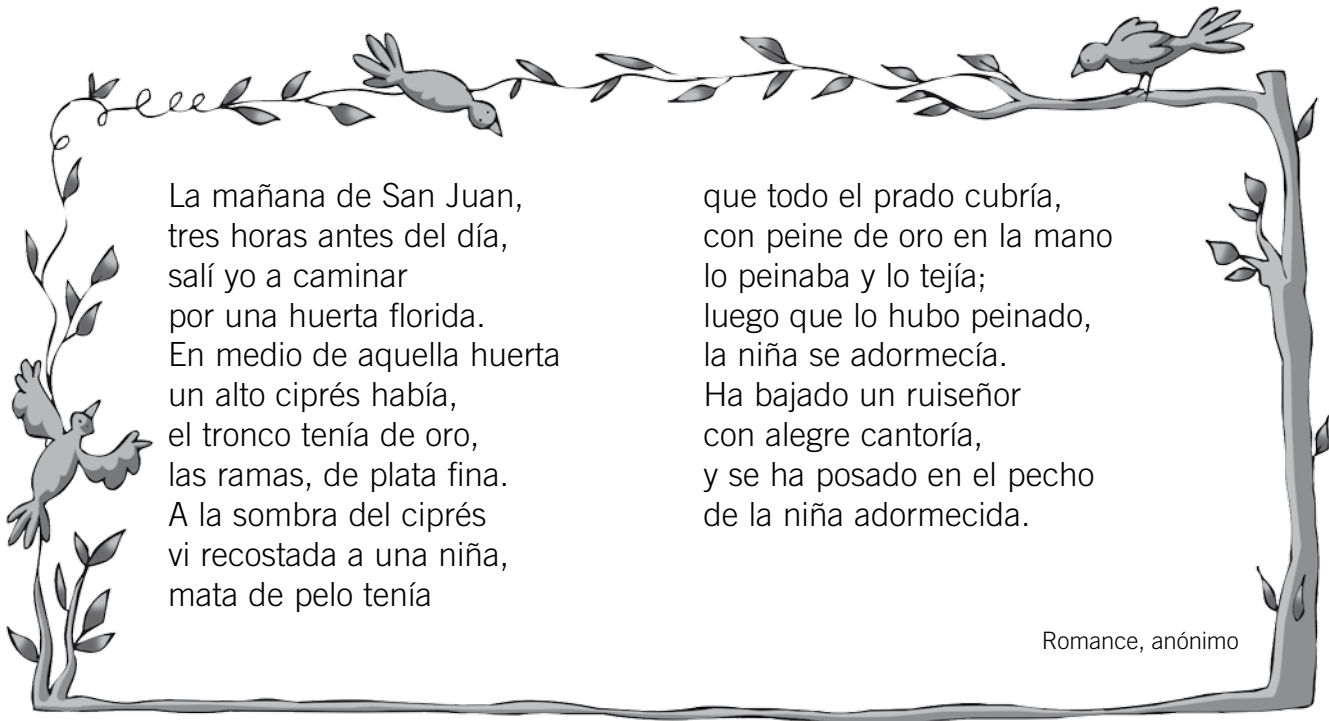 La mañana de San Juan,
tres horas antes del día,
salí yo a caminar
por una huerta florida.
En medio de aquella huerta
un alto ciprés había,
el tronco tenía de oro,
las ramas, de plata fina.
A la sombra del ciprés
vi recostada a una niña,
mata de pelo tenía
que todo el prado cubría,
con peine de oro en la mano
lo peinaba y lo tejía;
luego que lo hubo peinado,
la niña se adormecía.
Ha bajado un ruiseñor
con alegre cantoría,
y se ha posado en el pecho
de la niña adormecida.
Romance, anónimo